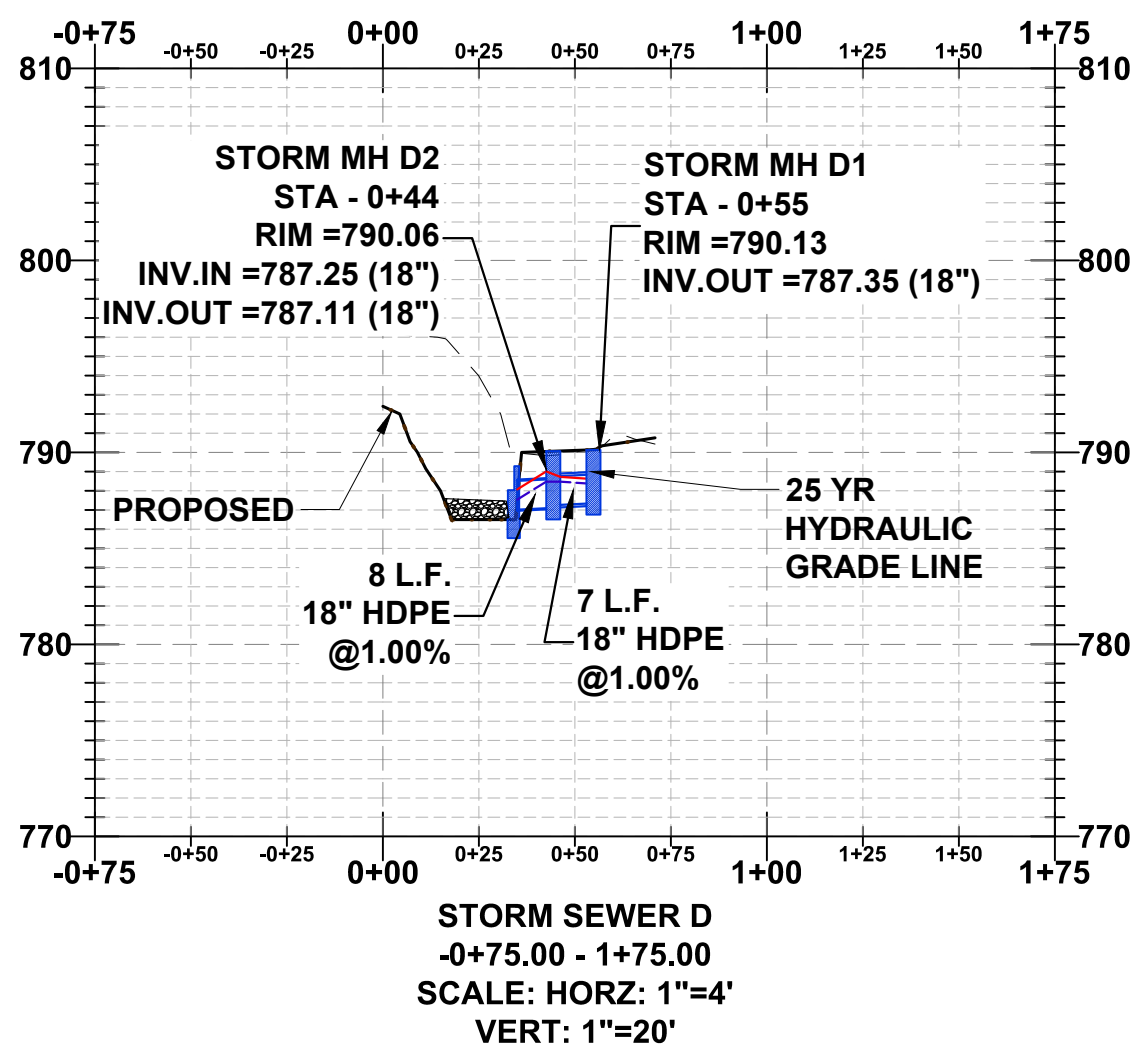 -0+75 0+00 1+00 1+75
-0+50 -0+25 0+25 0+50 0+75 1+25 1+50
810 810
STORM MH D2
STA - 0+44
RIM =790.06
INV.IN =787.25 (18")
INV.OUT =787.11 (18")
STORM MH D1
STA - 0+55
RIM =790.13
INV.OUT =787.35 (18")
800 800
790 790
PROPOSED
25 YR
HYDRAULIC
GRADE LINE
8 L.F.
18" HDPE
@1.00%
7 L.F.
18" HDPE
@1.00%
780 780
770 770
-0+50 -0+25 0+25 0+50 0+75 1+25 1+50
-0+75 0+00 1+00 1+75
STORM SEWER D
-0+75.00 - 1+75.00
SCALE: HORZ: 1"=4'
VERT: 1"=20'